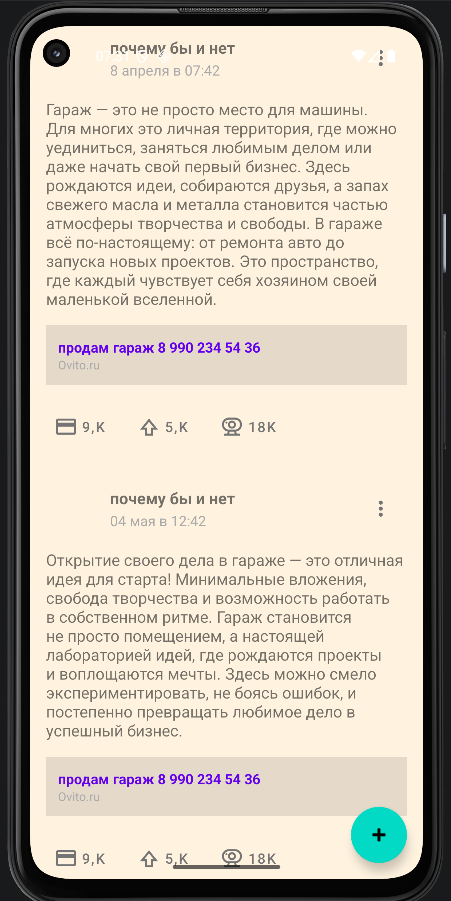 почему бы и нет
07:51
8 апреля в 07:42
Гараж — это не просто место для машины.
Для многих это личная территория, где можно
уединиться, заняться любимым делом или
даже начать свой первый бизнес. Здесь
рождаются идеи, собираются друзья, а запах
свежего масла и металла становится частью
атмосферы творчества и свободы. В гараже
всё по-настоящему: от ремонта авто до
запуска новых проектов. Это пространство,
где каждый чувствует себя хозяином своей
маленькой вселенной.
продам гараж 8 990 234 54 36
Ovito.ru
9,K 5,K 18K
почему бы и нет
04 мая в 12:42
Открытие своего дела в гараже — это отличная
идея для старта! Минимальные вложения,
свобода творчества и возможность работать
в собственном ритме. Гараж становится
не просто помещением, а настоящей
лабораторией идей, где рождаются проекты
и воплощаются мечты. Здесь можно смело
экспериментировать, не боясь ошибок, и
постепенно превращать любимое дело в
успешный бизнес.
продам гараж 8 990 234 54 36
Ovito.ru
9,K 5,K 18K